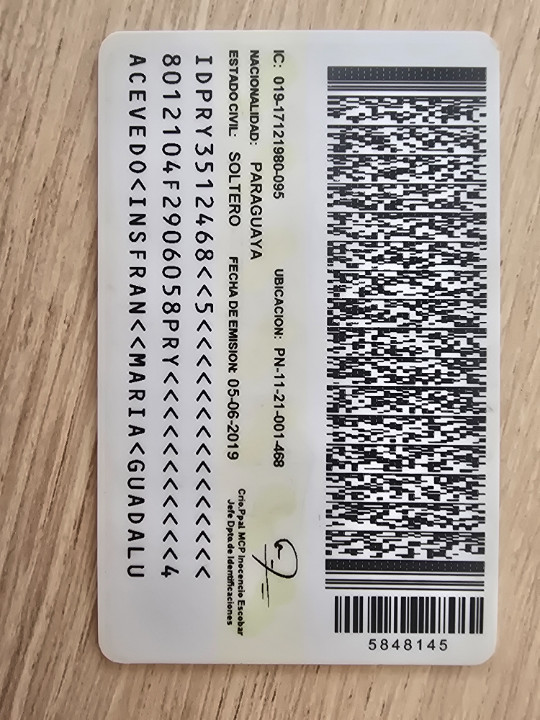 5848145
IC: 019-17121980-095 UBICACION: PN-11-21-001-468
NACIONALIDAD: PARAGUAYA
ESTADO CIVIL: SOLTERO FECHA DE EMISION: 05-06-2019
Crio.Ppal. MCP Inocencio Escobar
Jefe Dpto de Identificaciones
IDPRY3512468<<5<<<<<<<<<<<<<<<
8012104F2906058PRY<<<<<<<<<<<4
ACEVEDO<INSFRAN<<MARIA<GUADALU